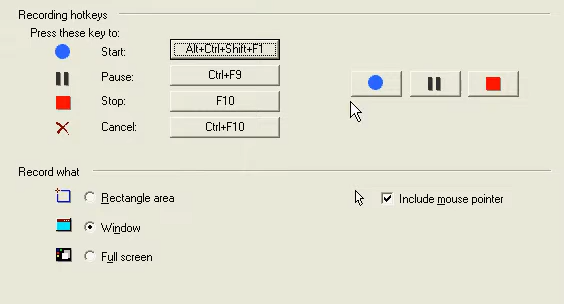 Recording hotkeys
Press these key to:
Start: Alt+Ctrl+Shift+F1
Pause: Ctrl+F9
Stop: F10
Cancel: Ctrl+F10
Record what
Rectangle area
Include mouse pointer
Window
Full screen